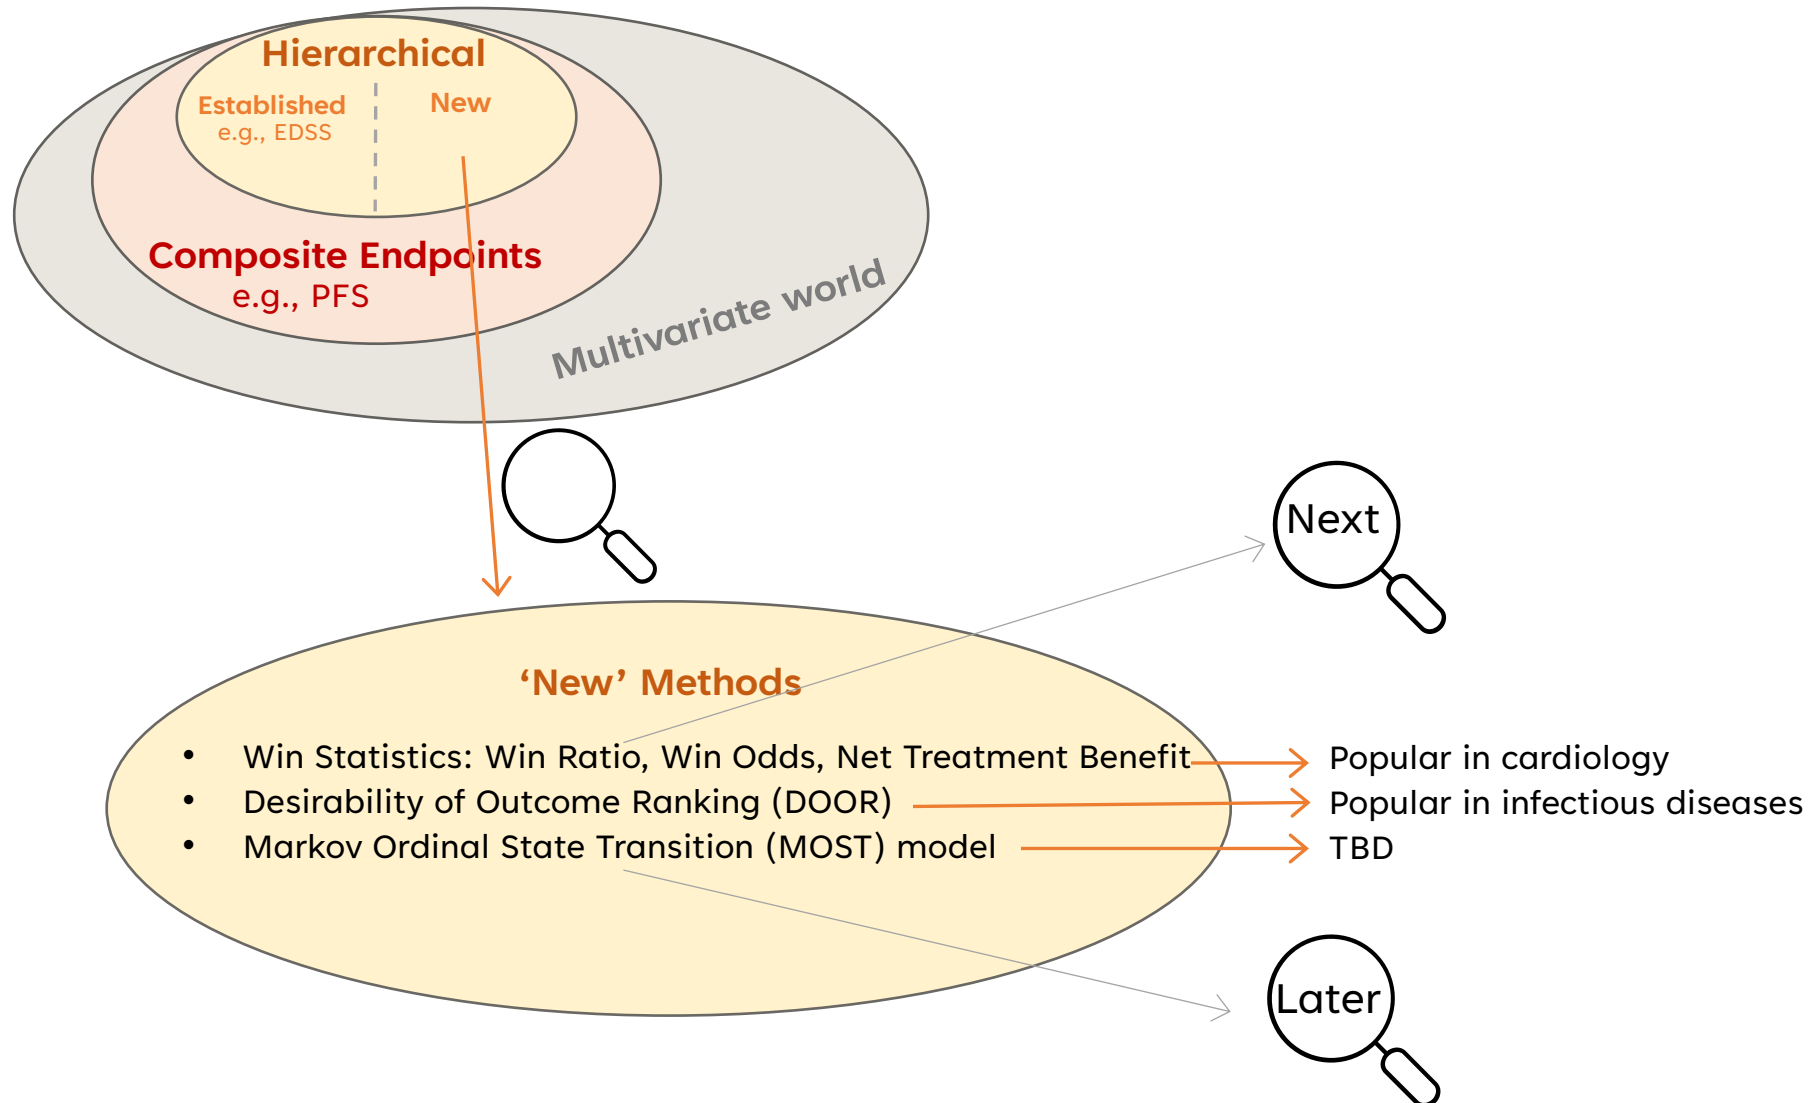 Hierarchical
Established
e.g., EDSS
New
Composite Endpoints
e.g., PFS
Multivariate world
Next
‘New’ Methods
• Win Statistics: Win Ratio, Win Odds, Net Treatment Benefit
Popular in cardiology
• Desirability of Outcome Ranking (DOOR)
Popular in infectious diseases
• Markov Ordinal State Transition (MOST) model
TBD
Later